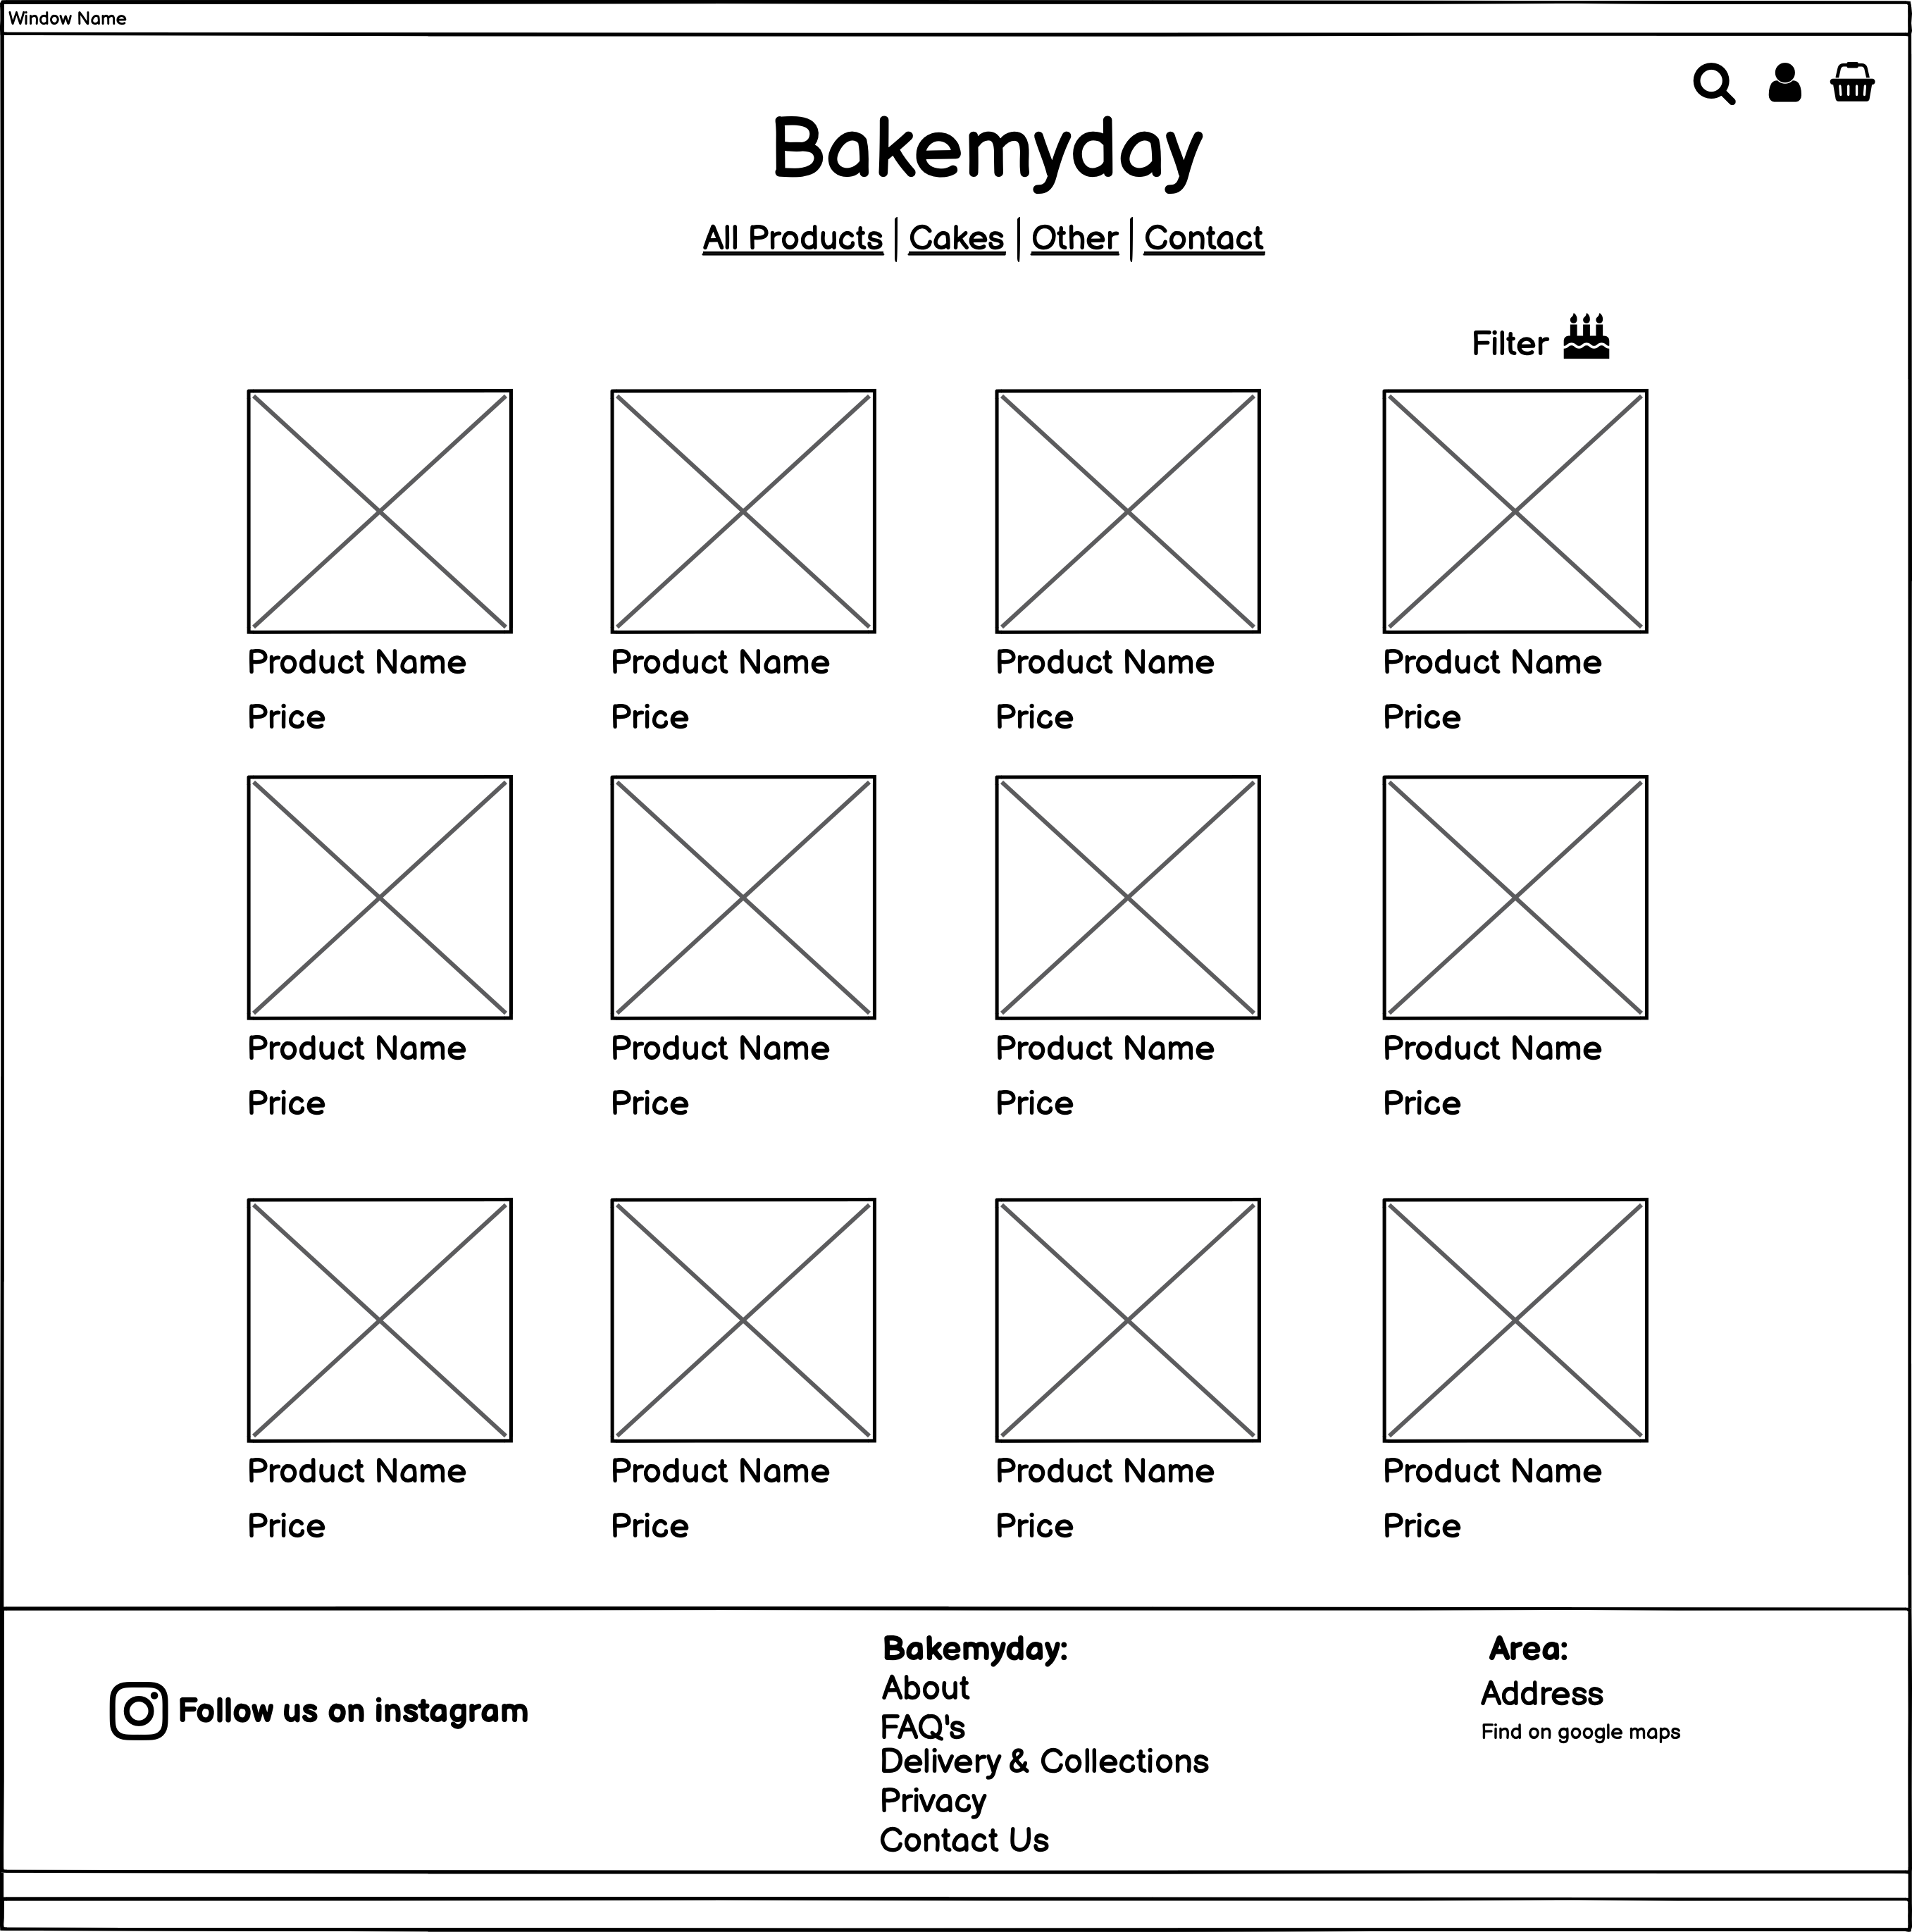 Window Name
Bakemyday
All Products | Cakes | Other | Contact
Filter
Product Name Product Name Product Name Product Name
Price Price Price Price
Product Name Product Name Product Name Product Name
Price Price Price Price
Product Name Product Name Product Name Product Name
Price Price Price Price
Follow us on instagram
Bakemyday:
About
FAQ's
Delivery & Collections
Privacy
Contact Us
Area:
Address
Find on google maps